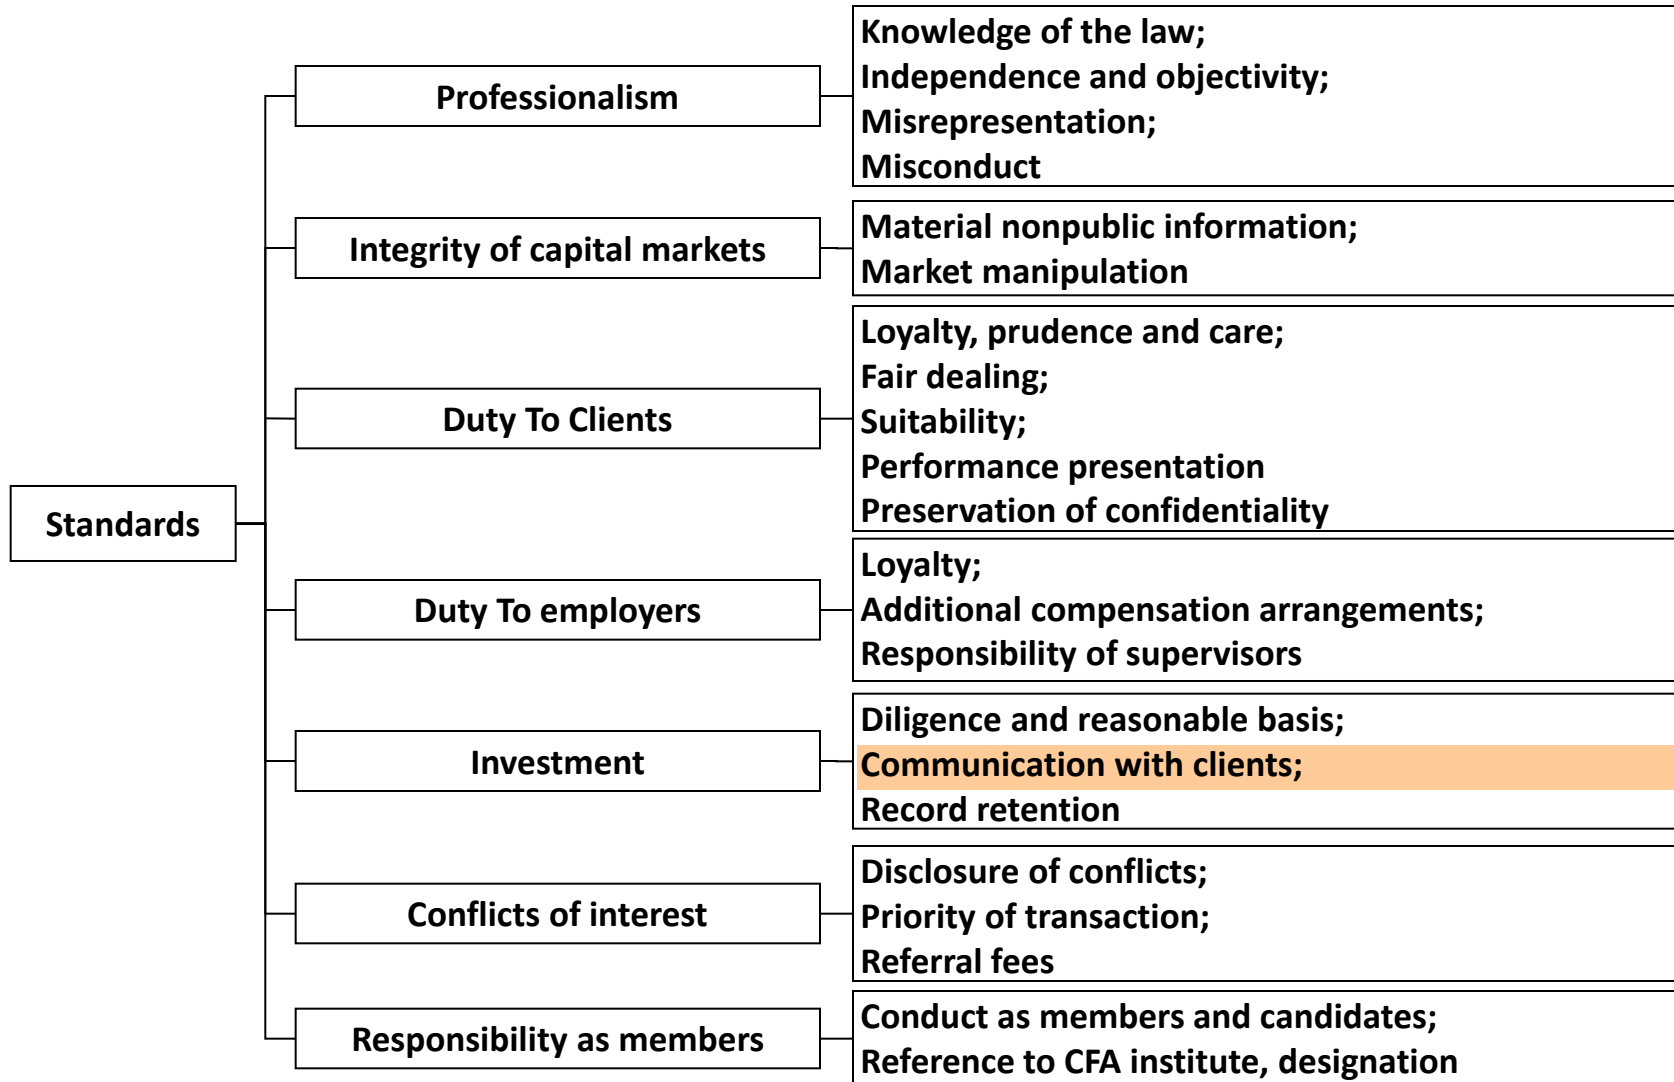 Standards
Professionalism
Knowledge of the law;
Independence and objectivity;
Misrepresentation;
Misconduct
Integrity of capital markets
Material nonpublic information;
Market manipulation
Duty To Clients
Loyalty, prudence and care;
Fair dealing;
Suitability;
Performance presentation
Preservation of confidentiality
Duty To employers
Loyalty;
Additional compensation arrangements;
Responsibility of supervisors
Investment
Diligence and reasonable basis;
Communication with clients;
Record retention
Conflicts of interest
Disclosure of conflicts;
Priority of transaction;
Referral fees
Responsibility as members
Conduct as members and candidates;
Reference to CFA institute, designation